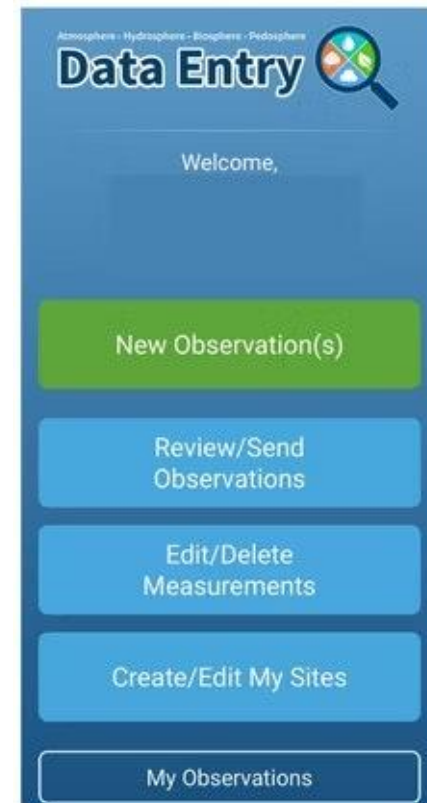 Atmosphere - Hydrosphere - Biosphere - Pedosphere
Data Entry
Welcome,
New Observation(s)
Review/Send
Observations
Edit/Delete
Measurements
Create/Edit My Sites
My Observations